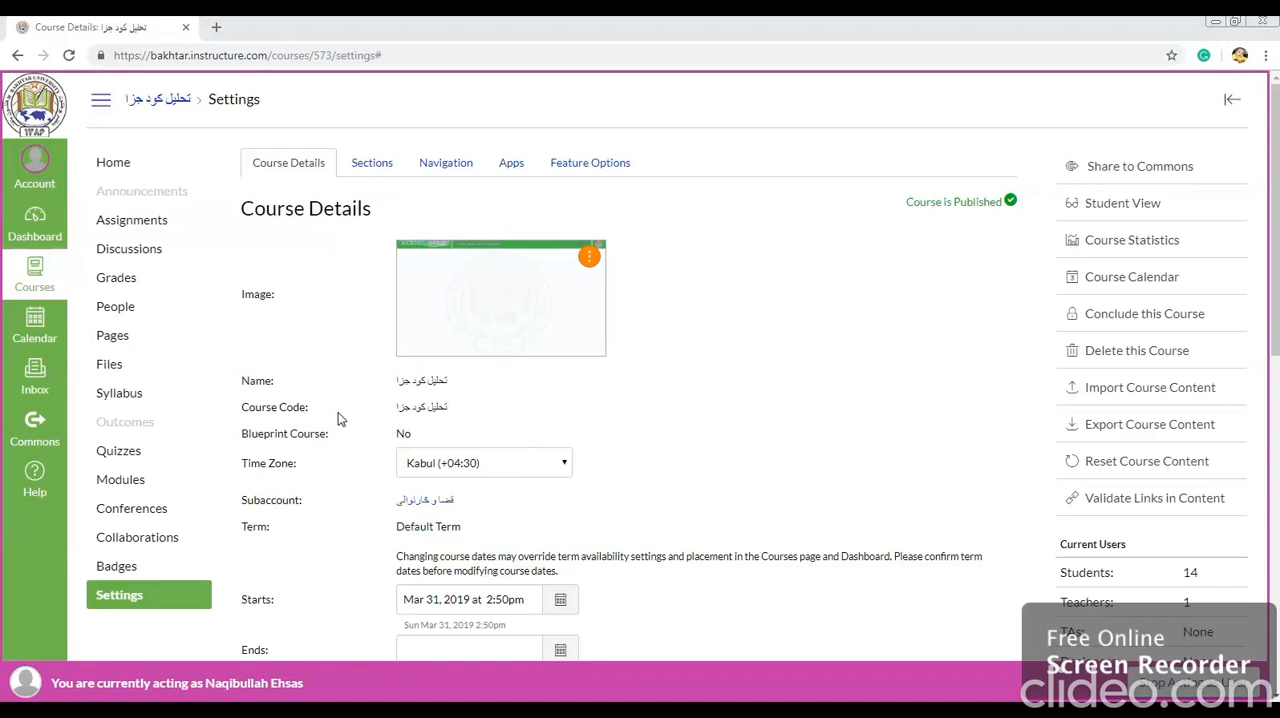 Course Details: تحلیل کود جزا
https://bakhtar.instructure.com/courses/573/settings#
تحلیل کود جزا > Settings
Account
Dashboard
Courses
Calendar
Inbox
Commons
Help
Home
Announcements
Assignments
Discussions
Grades
People
Pages
Files
Syllabus
Outcomes
Quizzes
Modules
Conferences
Collaborations
Badges
Settings
Course Details Sections Navigation Apps Feature Options
Course is Published
Course Details
Image:
Name: تحلیل کود جزا
Course Code: تحلیل کود جزا
Blueprint Course: No
Time Zone: Kabul (+04:30)
Subaccount: قضا و څارنوالی
Term: Default Term
Changing course dates may override term availability settings and placement in the Courses page and Dashboard. Please confirm term
dates before modifying course dates.
Starts: Mar 31, 2019 at 2:50pm
Sun Mar 31, 2019 2:50pm
Ends:
Share to Commons
Student View
Course Statistics
Course Calendar
Conclude this Course
Delete this Course
Import Course Content
Export Course Content
Reset Course Content
Validate Links in Content
Current Users
Students: 14
Teachers: 1
TAs: None
You are currently acting as Naqibullah Ehsas
Free Online
Screen Recorder
clideo.com